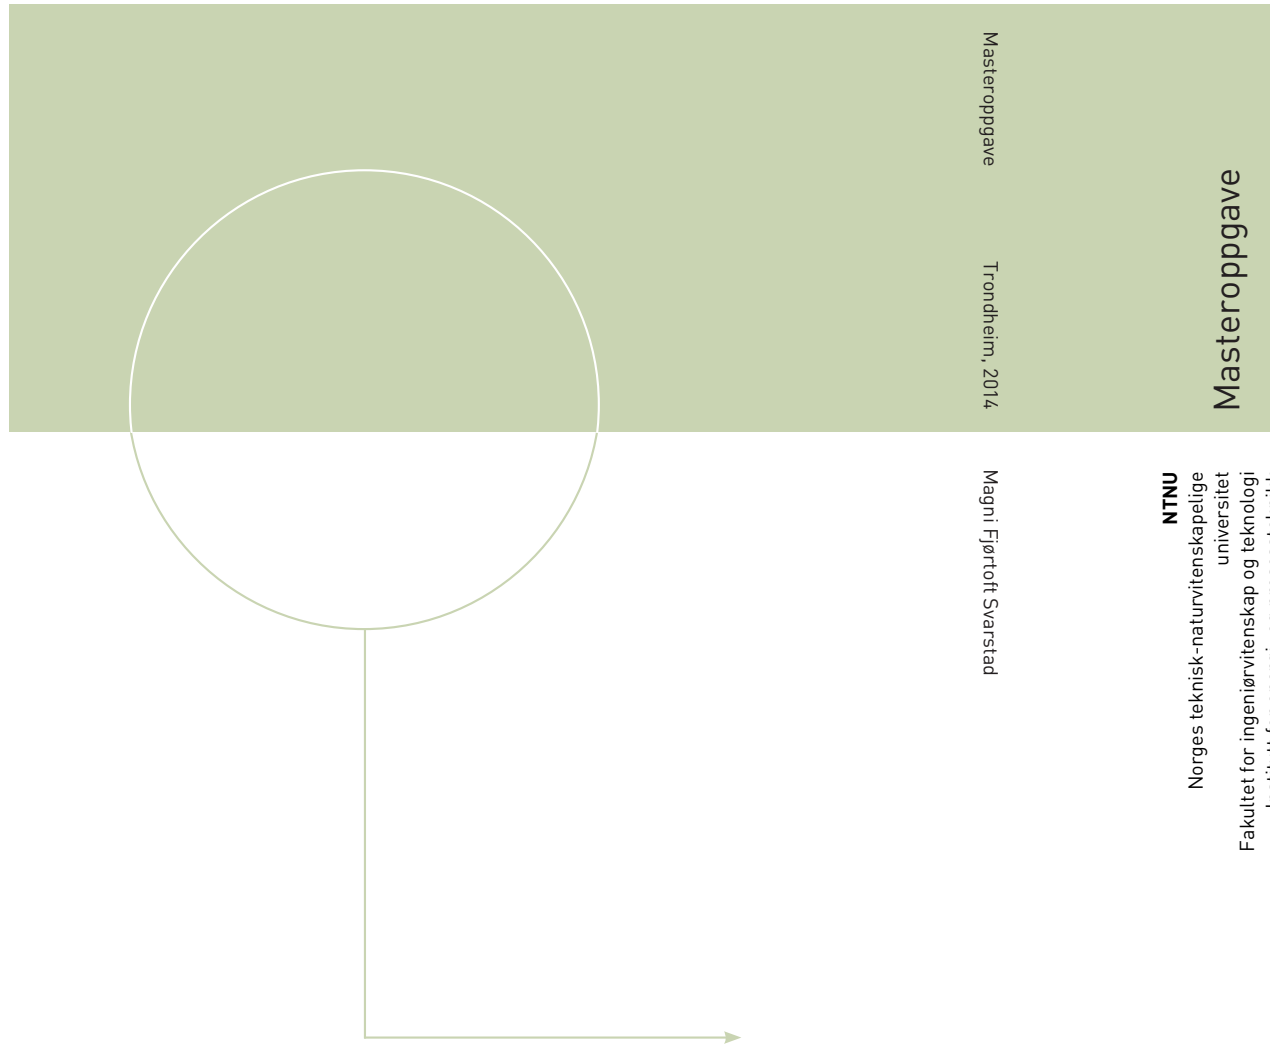 Masteroppgave
Trondheim, 2014
Magni Fjørtoft Svarstad
Masteroppgave
NTNU
Norges teknisk-naturvitenskapelige
universitet
Fakultet for ingeniørvitenskap og teknologi